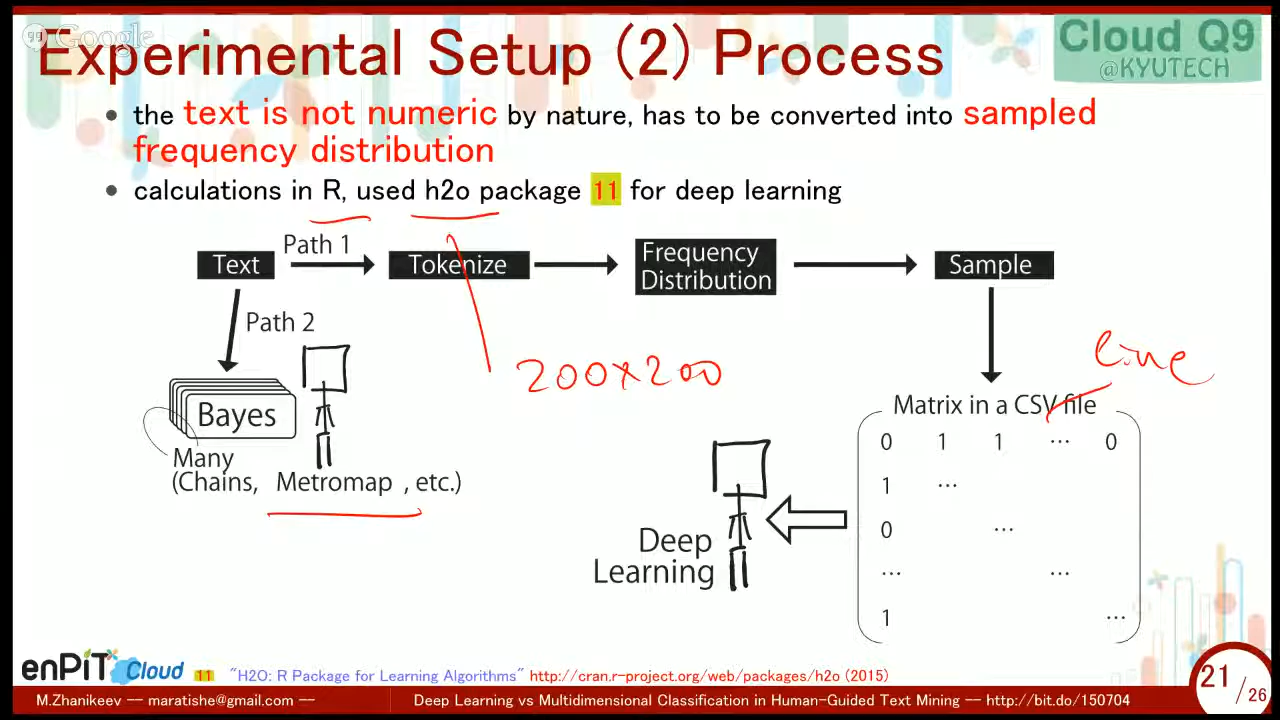 Google
Experimental Setup (2) Process
Cloud Q9
@KYUTECH
• the text is not numeric by nature, has to be converted into sampled
frequency distribution
• calculations in R, used h2o package 11 for deep learning
Text
Path 1
Tokenize
Frequency
Distribution
Sample
Path 2
200×200
line
Bayes
Many
(Chains, Metromap , etc.)
Matrix in a CSV file
0 1 1 ... 0
1 ...
0 ...
... ...
1 ...
Deep
Learning
enPiT Cloud
11 "H2O: R Package for Learning Algorithms" http://cran.r-project.org/web/packages/h2o (2015)
M.Zhanikeev — maratishe@gmail.com —
Deep Learning vs Multidimensional Classification in Human-Guided Text Mining — http://bit.do/150704
21/26